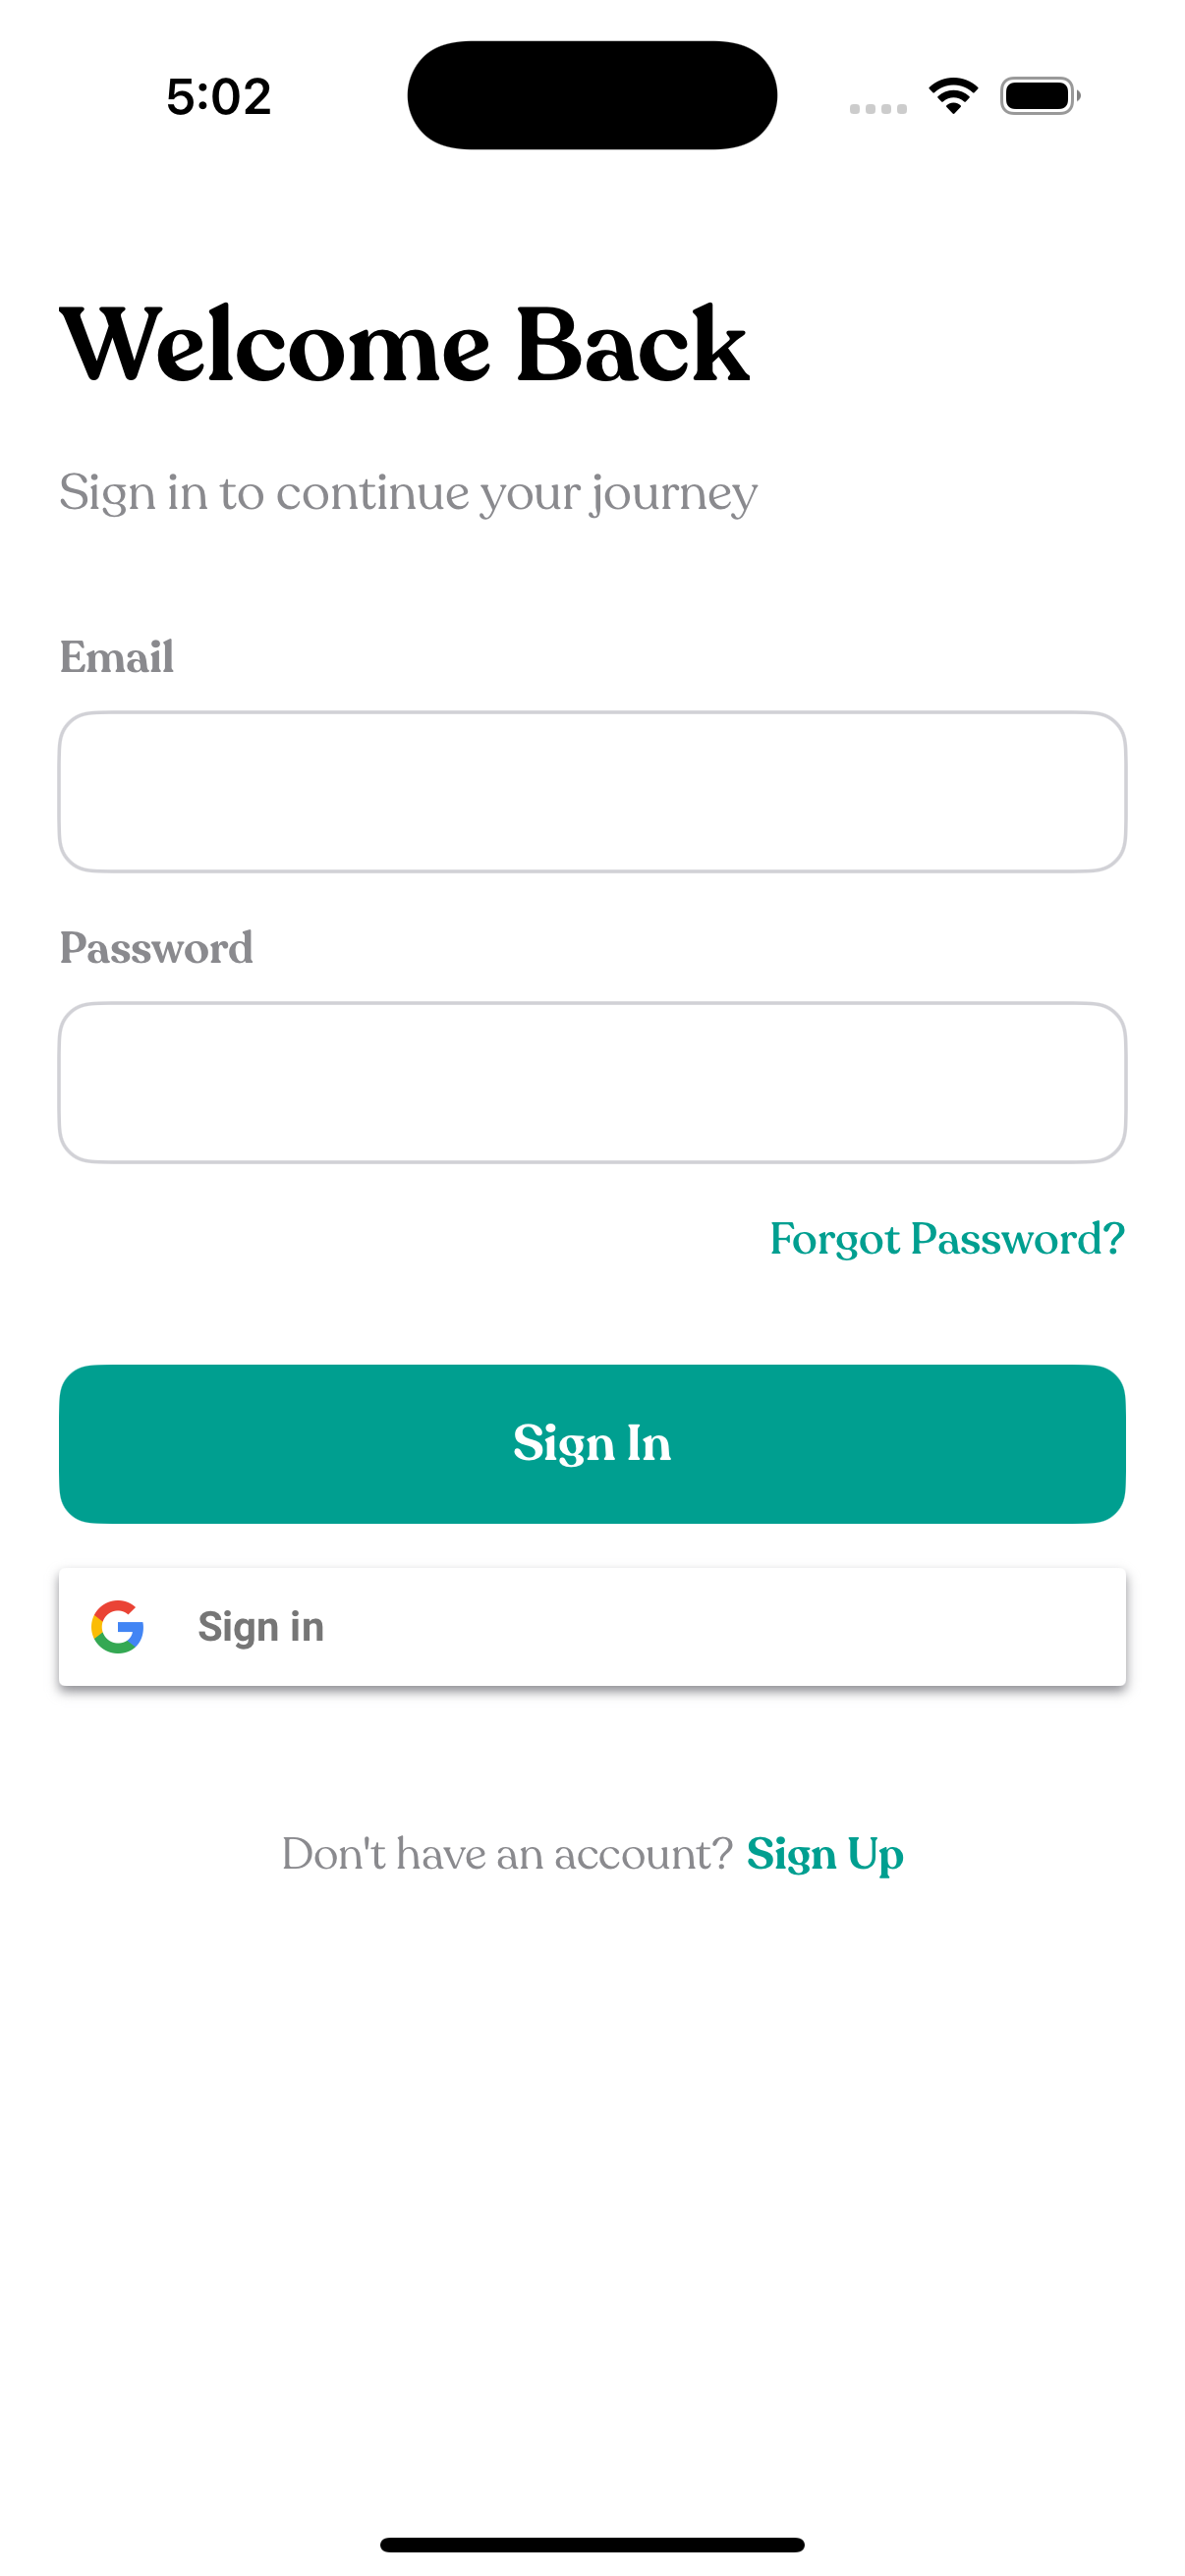 5:02
Welcome Back
Sign in to continue your journey
Email
Password
Forgot Password?
Sign In
Sign in
Don't have an account? Sign Up